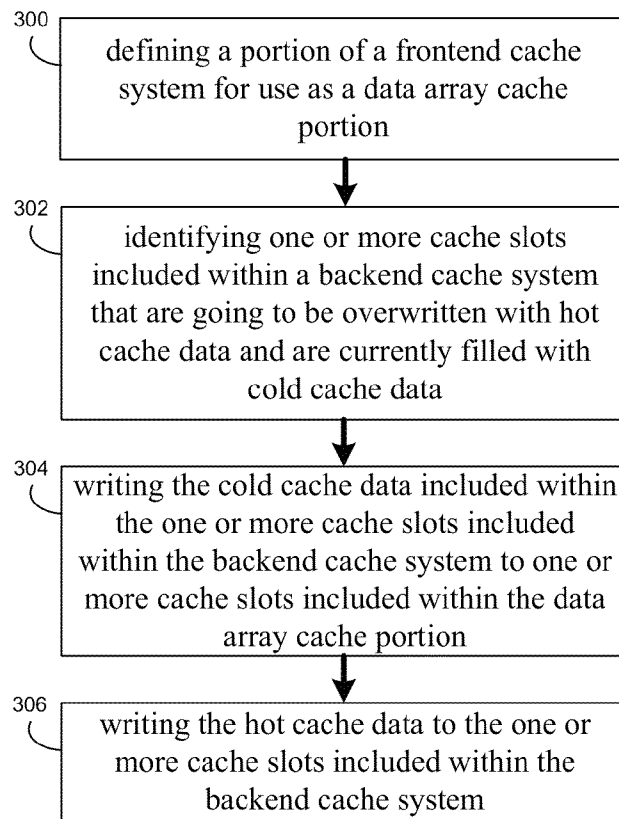 300
defining a portion of a frontend cache
system for use as a data array cache
portion
302
identifying one or more cache slots
included within a backend cache system
that are going to be overwritten with hot
cache data and are currently filled with
cold cache data
304
writing the cold cache data included within
the one or more cache slots included
within the backend cache system to one or
more cache slots included within the data
array cache portion
306
writing the hot cache data to the one or
more cache slots included within the
backend cache system